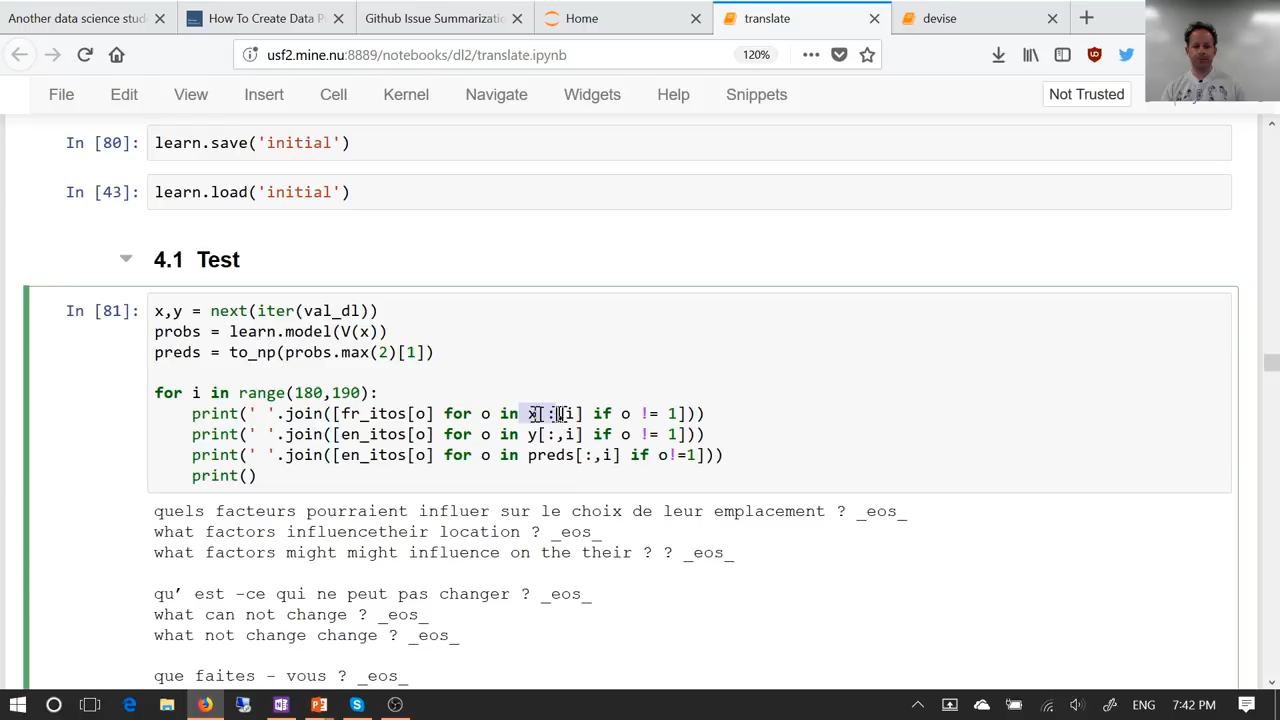 Another data science stude
How To Create Data P
Github Issue Summarizatio
Home
translate
devise
usf2.mine.nu:8889/notebooks/dl2/translate.ipynb
120%
File Edit View Insert Cell Kernel Navigate Widgets Help Snippets
Not Trusted
In [80]: learn.save('initial')
In [43]: learn.load('initial')
4.1 Test
In [81]: x,y = next(iter(val_dl))
probs = learn.model(V(x))
preds = to_np(probs.max(2)[1])
for i in range(180,190):
print(' '.join([fr_itos[o] for o in x[:,i] if o != 1]))
print(' '.join([en_itos[o] for o in y[:,i] if o != 1]))
print(' '.join([en_itos[o] for o in preds[:,i] if o!=1]))
print()
quels facteurs pourraient influer sur le choix de leur emplacement ? _eos_
what factors influencetheir location ? _eos_
what factors might might influence on the their ? ? _eos_
qu’ est -ce qui ne peut pas changer ? _eos_
what can not change ? _eos_
what not change change ? _eos_
que faites - vous ? _eos_
ENG
7:42 PM